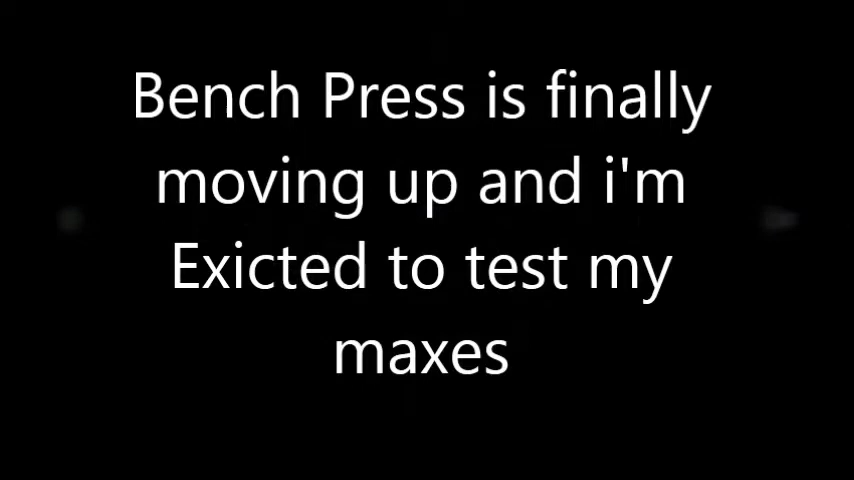 Bench Press is finally
moving up and i'm
Exicted to test my
maxes